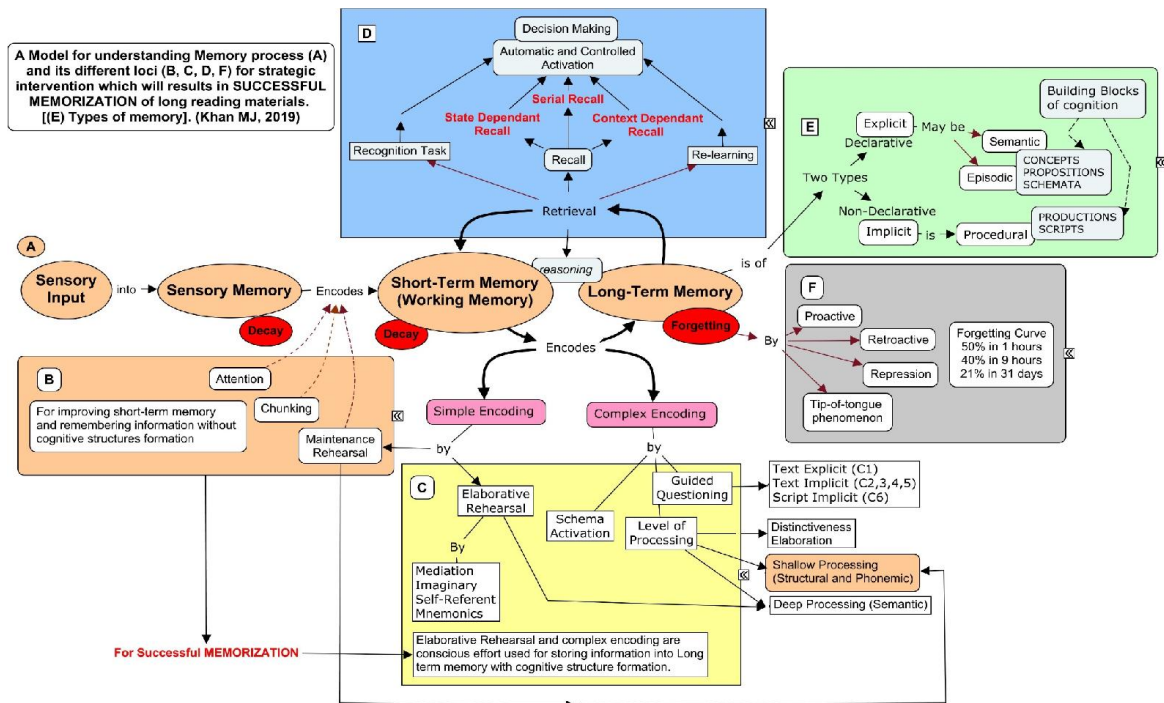 A Model for understanding Memory process (A)
and its different loci (B, C, D, F) for strategic
intervention which will results in SUCCESSFUL
MEMORIZATION of long reading materials.
[(E) Types of memory]. (Khan MJ, 2019)
D
Decision Making
Automatic and Controlled
Activation
Serial Recall
State Dependant
Recall
Context Dependant
Recall
Recognition Task
Recall
Re-learning
Retrieval
E
Building Blocks
of cognition
Explicit
Declarative
May be
Semantic
Episodic
CONCEPTS
PROPOSITIONS
SCHEMATA
Two Types
Non-Declarative
Implicit
is
Procedural
PRODUCTIONS
SCRIPTS
A
Sensory
Input
into
Sensory Memory
Decay
Encodes
Short-Term Memory
(Working Memory)
Decay
reasoning
Long-Term Memory
Forgetting
is of
By
Encodes
F
Proactive
Retroactive
Repression
Tip-of-tongue
phenomenon
Forgetting Curve
50% in 1 hours
40% in 9 hours
21% in 31 days
B
Attention
Chunking
Maintenance
Rehearsal
For improving short-term memory
and remembering information without
cognitive structures formation
Simple Encoding
by
Complex Encoding
by
C
Elaborative
Rehearsal
By
Mediation
Imaginary
Self-Referent
Mnemonics
Schema
Activation
Guided
Questioning
Level of
Processing
Text Explicit (C1)
Text Implicit (C2,3,4,5)
Script Implicit (C6)
Distinctiveness
Elaboration
Shallow Processing
(Structural and Phonemic)
Deep Processing (Semantic)
For Successful MEMORIZATION
Elaborative Rehearsal and complex encoding are
conscious effort used for storing information into Long
term memory with cognitive structure formation.